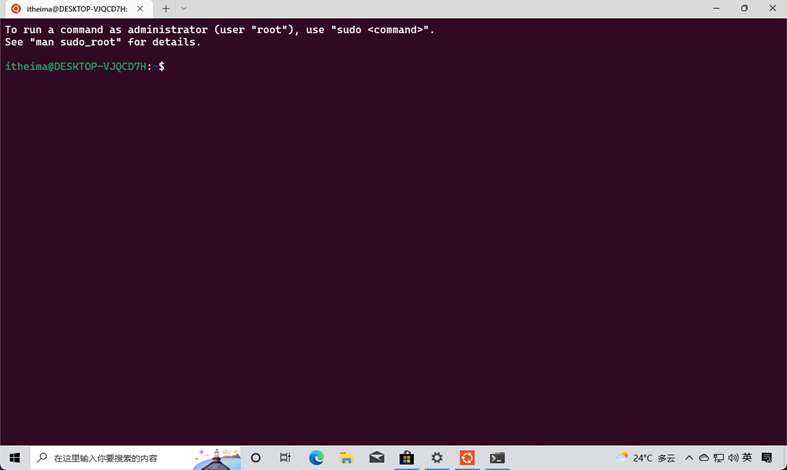 itheima@DESKTOP-VJQCD7H:
To run a command as administrator (user "root"), use "sudo <command>".
See "man sudo_root" for details.
itheima@DESKTOP-VJQCD7H:~$
在这里输入你要搜索的内容
24°C 多云
英